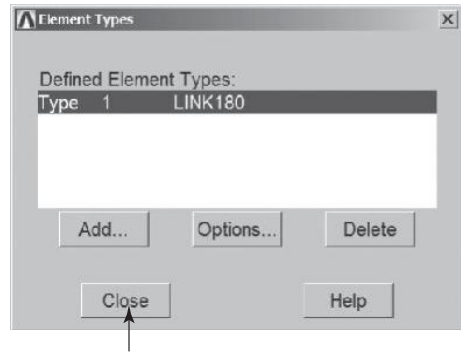 Element Types
Defined Element Types:
Type 1 LINK180
Add... Options... Delete
Close Help